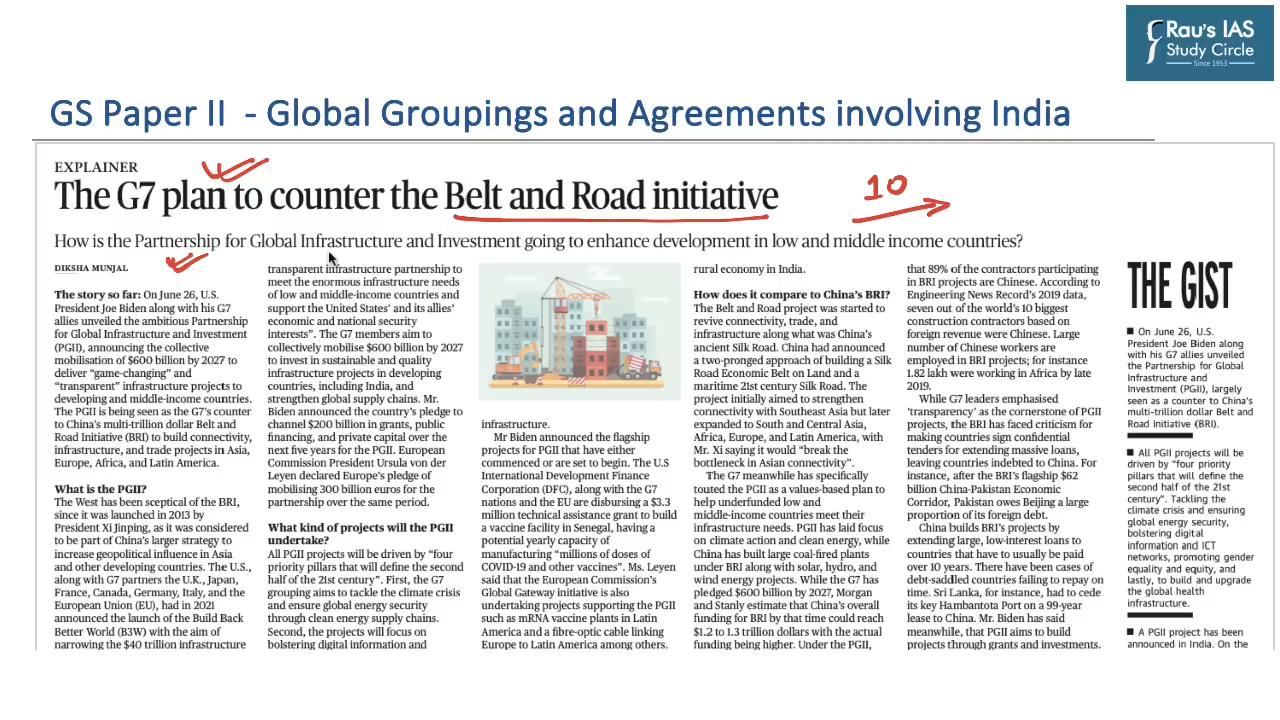 Rau's IAS
Study Circle
Since 1953
GS Paper II - Global Groupings and Agreements involving India
EXPLAINER
The G7 plan to counter the Belt and Road initiative
10
How is the Partnership for Global Infrastructure and Investment going to enhance development in low and middle income countries?
DIKSHA MUNJAL
The story so far: On June 26, U.S.
President Joe Biden along with his G7
allies unveiled the ambitious Partnership
for Global Infrastructure and Investment
(PGII), announcing the collective
mobilisation of $600 billion by 2027 to
deliver “game-changing” and
“transparent” infrastructure projects to
developing and middle-income countries.
The PGII is being seen as the G7's counter
to China's multi-trillion dollar Belt and
Road Initiative (BRI) to build connectivity,
infrastructure, and trade projects in Asia,
Europe, Africa, and Latin America.
What is the PGII?
The West has been sceptical of the BRI,
since it was launched in 2013 by
President Xi Jinping, as it was considered
to be part of China's larger strategy to
increase geopolitical influence in Asia
and other developing countries. The U.S.,
along with G7 partners the U.K., Japan,
France, Canada, Germany, Italy, and the
European Union (EU), had in 2021
announced the launch of the Build Back
Better World (B3W) with the aim of
narrowing the $40 trillion infrastructure
transparent infrastructure partnership to
meet the enormous infrastructure needs
of low and middle-income countries and
support the United States' and its allies'
economic and national security
interests”. The G7 members aim to
collectively mobilise $600 billion by 2027
to invest in sustainable and quality
infrastructure projects in developing
countries, including India, and
strengthen global supply chains. Mr.
Biden announced the country's pledge to
channel $200 billion in grants, public
financing, and private capital over the
next five years for the PGII. European
Commission President Ursula von der
Leyen declared Europe's pledge of
mobilising 300 billion euros for the
partnership over the same period.
What kind of projects will the PGII
undertake?
All PGII projects will be driven by “four
priority pillars that will define the second
half of the 21st century”. First, the G7
grouping aims to tackle the climate crisis
and ensure global energy security
through clean energy supply chains.
Second, the projects will focus on
bolstering digital information and
infrastructure.
Mr Biden announced the flagship
projects for PGII that have either
commenced or are set to begin. The U.S
International Development Finance
Corporation (DFC), along with the G7
nations and the EU are disbursing a $3.3
million technical assistance grant to build
a vaccine facility in Senegal, having a
potential yearly capacity of
manufacturing “millions of doses of
COVID-19 and other vaccines”. Ms. Leyen
said that the European Commission's
Global Gateway initiative is also
undertaking projects supporting the PGII
such as mRNA vaccine plants in Latin
America and a fibre-optic cable linking
Europe to Latin America among others.
rural economy in India.
How does it compare to China's BRI?
The Belt and Road project was started to
revive connectivity, trade, and
infrastructure along what was China's
ancient Silk Road. China had announced
a two-pronged approach of building a Silk
Road Economic Belt on Land and a
maritime 21st century Silk Road. The
project initially aimed to strengthen
connectivity with Southeast Asia but later
expanded to South and Central Asia,
Africa, Europe, and Latin America, with
Mr. Xi saying it would “break the
bottleneck in Asian connectivity”.
The G7 meanwhile has specifically
touted the PGII as a values-based plan to
help underfunded low and
middle-income countries meet their
infrastructure needs. PGII has laid focus
on climate action and clean energy, while
China has built large coal-fired plants
under BRI along with solar, hydro, and
wind energy projects. While the G7 has
pledged $600 billion by 2027, Morgan
and Stanly estimate that China's overall
funding for BRI by that time could reach
$1.2 to 1.3 trillion dollars with the actual
funding being higher. Under the PGII,
that 89% of the contractors participating
in BRI projects are Chinese. According to
Engineering News Record's 2019 data,
seven out of the world's 10 biggest
construction contractors based on
foreign revenue were Chinese. Large
number of Chinese workers are
employed in BRI projects; for instance
1.82 lakh were working in Africa by late
2019.
While G7 leaders emphasised
'transparency' as the cornerstone of PGII
projects, the BRI has faced criticism for
making countries sign confidential
tenders for extending massive loans,
leaving countries indebted to China. For
instance, after the BRI's flagship $62
billion China-Pakistan Economic
Corridor, Pakistan owes Beijing a large
proportion of its foreign debt.
China builds BRI's projects by
extending large, low-interest loans to
countries that have to usually be paid
over 10 years. There have been cases of
debt-saddled countries failing to repay on
time. Sri Lanka, for instance, had to cede
its key Hambantota Port on a 99-year
lease to China. Mr. Biden has said
meanwhile, that PGII aims to build
projects through grants and investments.
THE GIST
On June 26, U.S.
President Joe Biden along
with his G7 allies unveiled
the Partnership for Global
Infrastructure and
Investment (PGII), largely
seen as a counter to China's
multi-trillion dollar Belt and
Road Initiative (BRI).
All PGII projects will be
driven by “four priority
pillars that will define the
second half of the 21st
century”. Tackling the
climate crisis and ensuring
global energy security,
bolstering digital
information and ICT
networks, promoting gender
equality and equity, and
lastly, to build and upgrade
the global health
infrastructure.
A PGII project has been
announced in India. On the